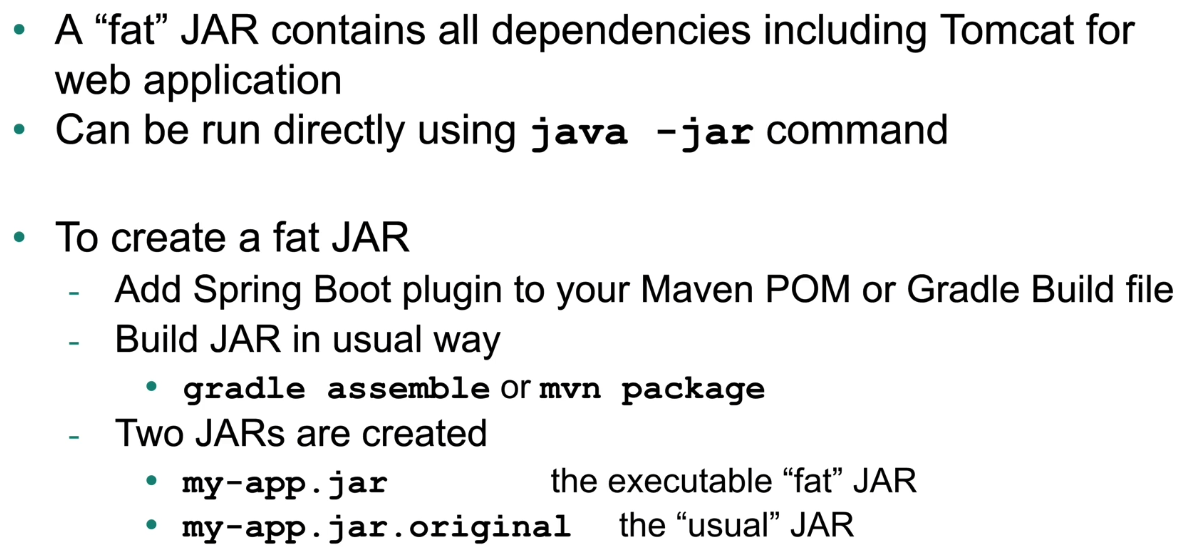 • A “fat” JAR contains all dependencies including Tomcat for
web application
• Can be run directly using java -jar command
• To create a fat JAR
- Add Spring Boot plugin to your Maven POM or Gradle Build file
- Build JAR in usual way
• gradle assemble or mvn package
- Two JARs are created
• my-app.jar the executable “fat” JAR
• my-app.jar.original the “usual” JAR